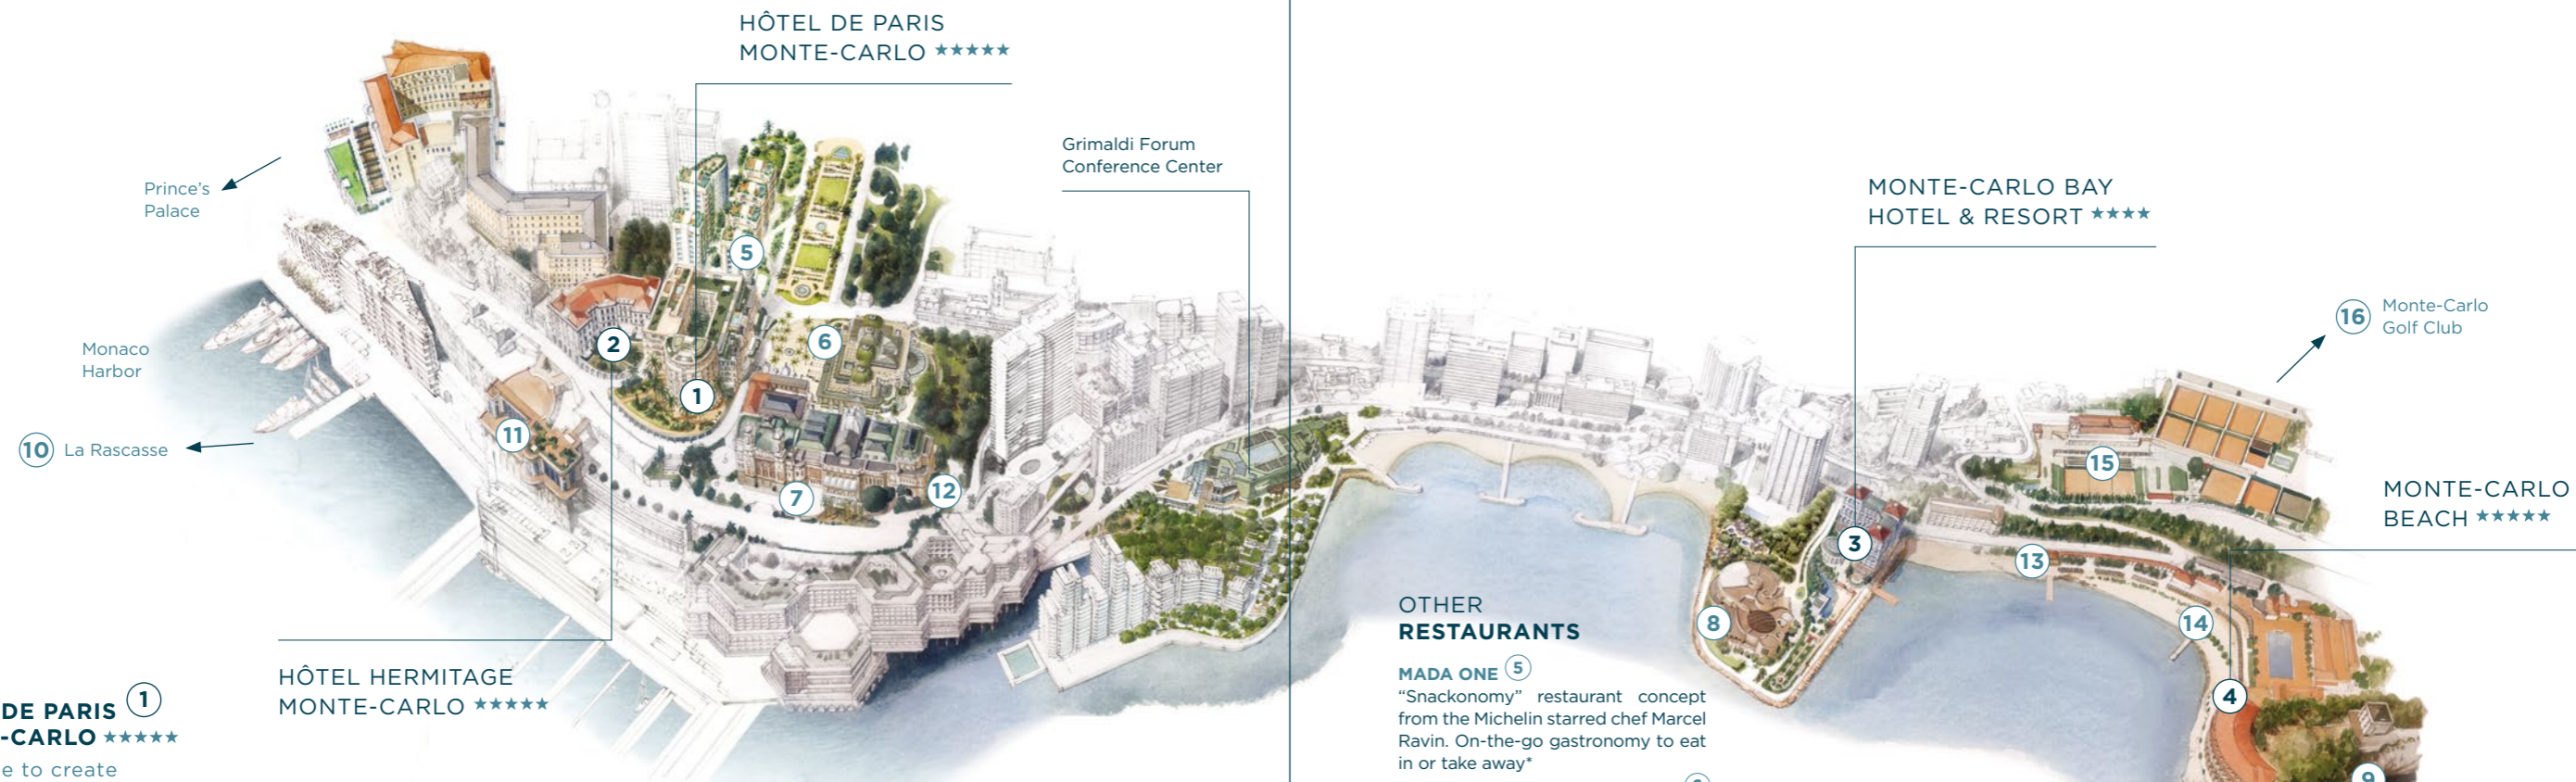 HÔTEL DE PARIS
MONTE-CARLO ★★★★★
Grimaldi Forum
Conference Center
Prince's
Palace
5
MONTE-CARLO BAY
HOTEL & RESORT ★★★★
16 Monte-Carlo
Golf Club
Monaco
Harbor
2
6
1
10 La Rascasse
11
7
12
15
MONTE-CARLO
BEACH ★★★★★
3
13
8
14
4
9
HÔTEL HERMITAGE
MONTE-CARLO ★★★★★
DE PARIS 1
-CARLO ★★★★★
e to create
OTHER
RESTAURANTS
MADA ONE 5
“Snackonomy” restaurant concept
from the Michelin starred chef Marcel
Ravin. On-the-go gastronomy to eat
in or take away*